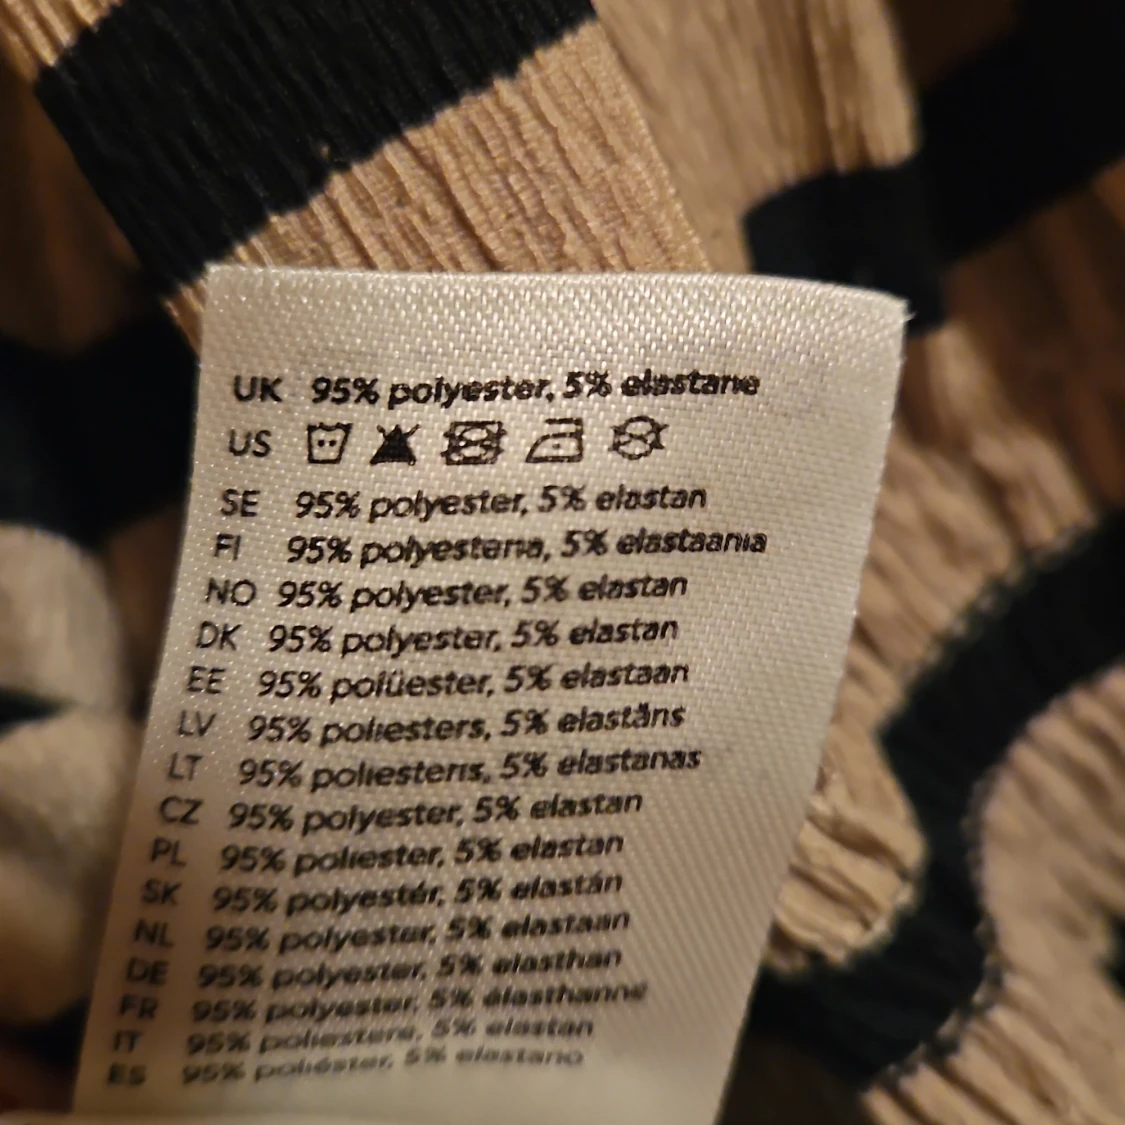 UK 95% polyester, 5% elastane
US
SE 95% polyester, 5% elastan
FI 95% polyesteria, 5% elastaania
NO 95% polyester, 5% elastan
DK 95% polyester, 5% elastan
EE 95% polüester, 5% elastaan
LV 95% poliesters, 5% elastāns
LT 95% poliesteris, 5% elastanas
CZ 95% polyester, 5% elastan
PL 95% poliester, 5% elastan
SK 95% polyestér, 5% elastán
NL 95% polyester, 5% elastaan
DE 95% polyester, 5% elasthan
FR 95% polyester, 5% élasthanne
IT 95% poliestere, 5% elastan
ES 95% poliéster, 5% elastano